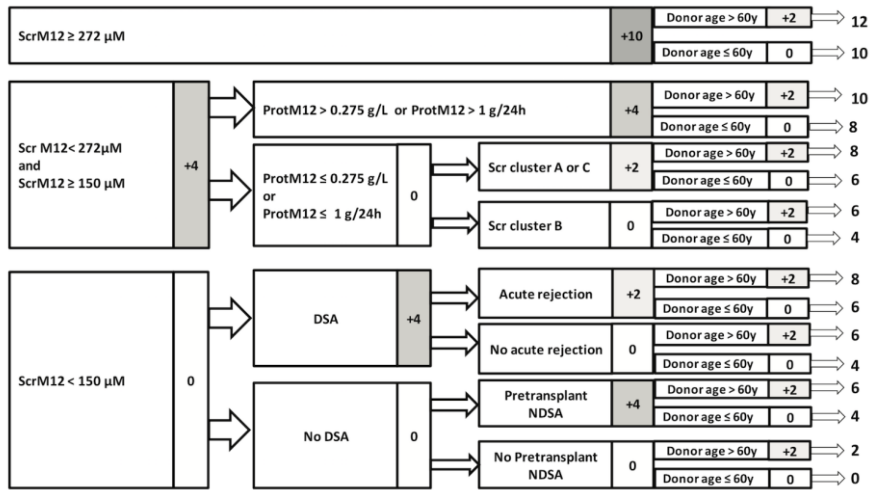 ScrM12 ≥ 272 µM
+10
Donor age > 60y
+2
12
Donor age ≤ 60y
0
10
Scr M12< 272µM
and
ScrM12 ≥ 150 µM
+4
ProtM12 > 0.275 g/L or ProtM12 > 1 g/24h
+4
Donor age > 60y
+2
10
Donor age ≤ 60y
0
8
ProtM12 ≤ 0.275 g/L
or
ProtM12 ≤ 1 g/24h
0
Scr cluster A or C
+2
Donor age > 60y
+2
8
Donor age ≤ 60y
0
6
Scr cluster B
0
Donor age > 60y
+2
6
Donor age ≤ 60y
0
4
ScrM12 < 150 µM
0
DSA
+4
Acute rejection
+2
Donor age > 60y
+2
8
Donor age ≤ 60y
0
6
No acute rejection
0
Donor age > 60y
+2
6
Donor age ≤ 60y
0
4
No DSA
0
Pretransplant
NDSA
+4
Donor age > 60y
+2
6
Donor age ≤ 60y
0
4
No Pretransplant
NDSA
0
Donor age > 60y
+2
2
Donor age ≤ 60y
0
0